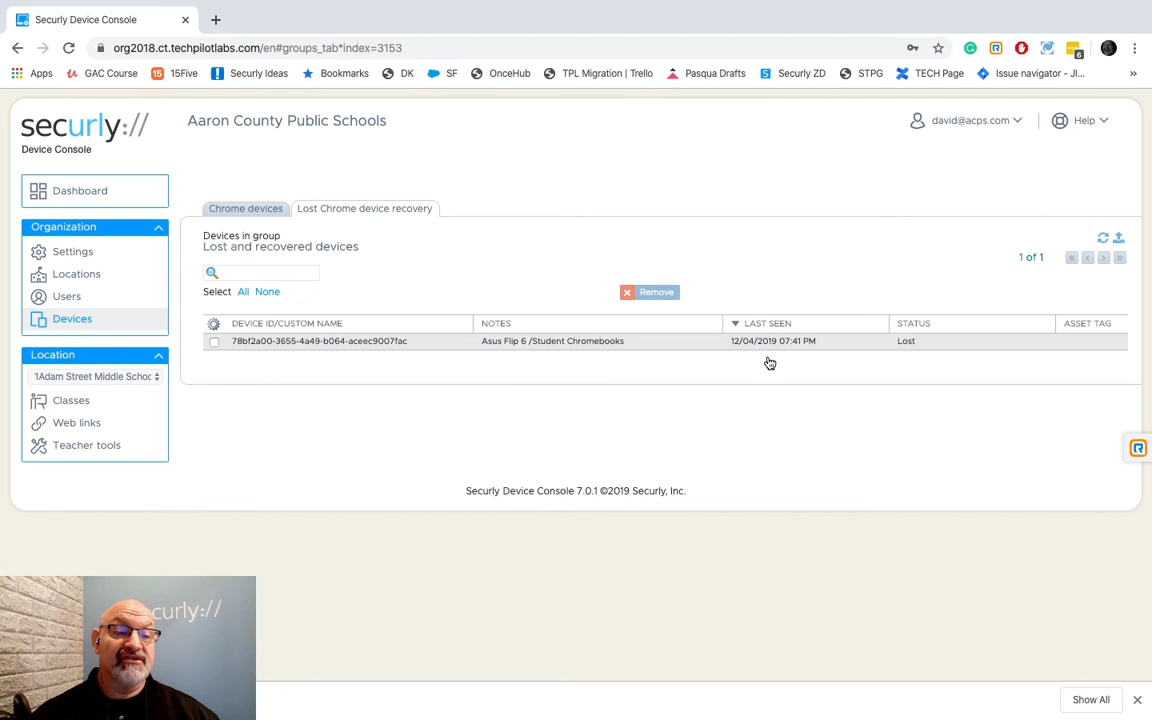 Securly Device Console
org2018.ct.techpilotlabs.com/en#groups_tab*index=3153
6
Apps GAC Course 15 15Five Securly Ideas Bookmarks DK SF OnceHub TPL Migration | Trello Pasqua Drafts Securly ZD STPG TECH Page Issue navigator - JI... »
securly://
Device Console
Aaron County Public Schools
david@acps.com
Help
Dashboard
Organization
Settings
Locations
Users
Devices
Location
1Adam Street Middle Schoc
Classes
Web links
Teacher tools
Chrome devices Lost Chrome device recovery
Devices in group
Lost and recovered devices
1 of 1
Select All None
Remove
DEVICE ID/CUSTOM NAME NOTES LAST SEEN STATUS ASSET TAG
78bf2a00-3655-4a49-b064-aceec9007fac Asus Flip 6 /Student Chromebooks 12/04/2019 07:41 PM Lost
Securly Device Console 7.0.1 ©2019 Securly, Inc.
securly://
Show All